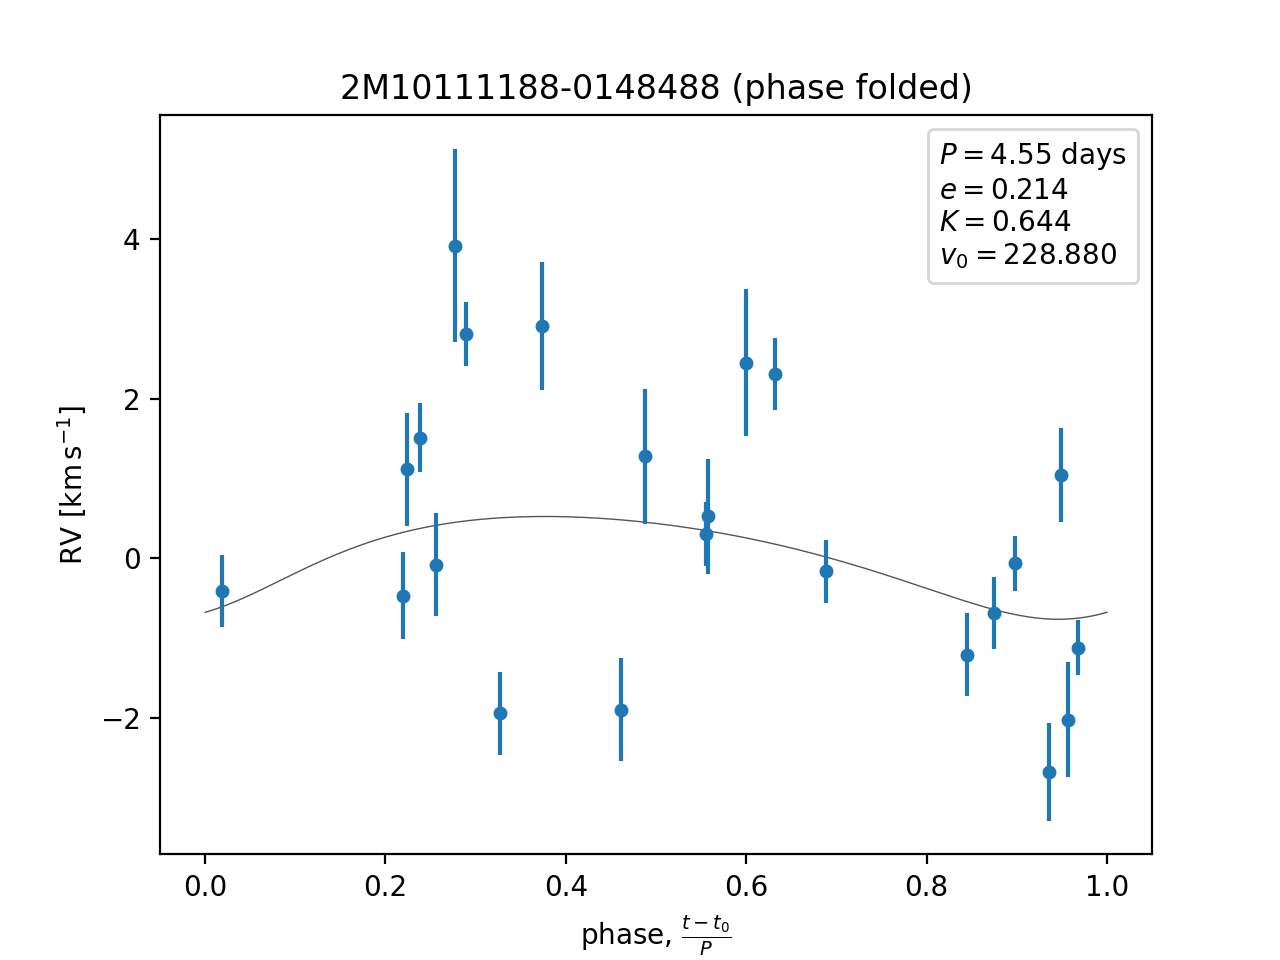 2M10111188-0148488 (phase folded)
P = 4.55 days
e = 0.214
K = 0.644
v₀ = 228.880
4
2
0
−2
RV [km s⁻¹]
0.0 0.2 0.4 0.6 0.8 1.0
phase, (t − t₀)/P